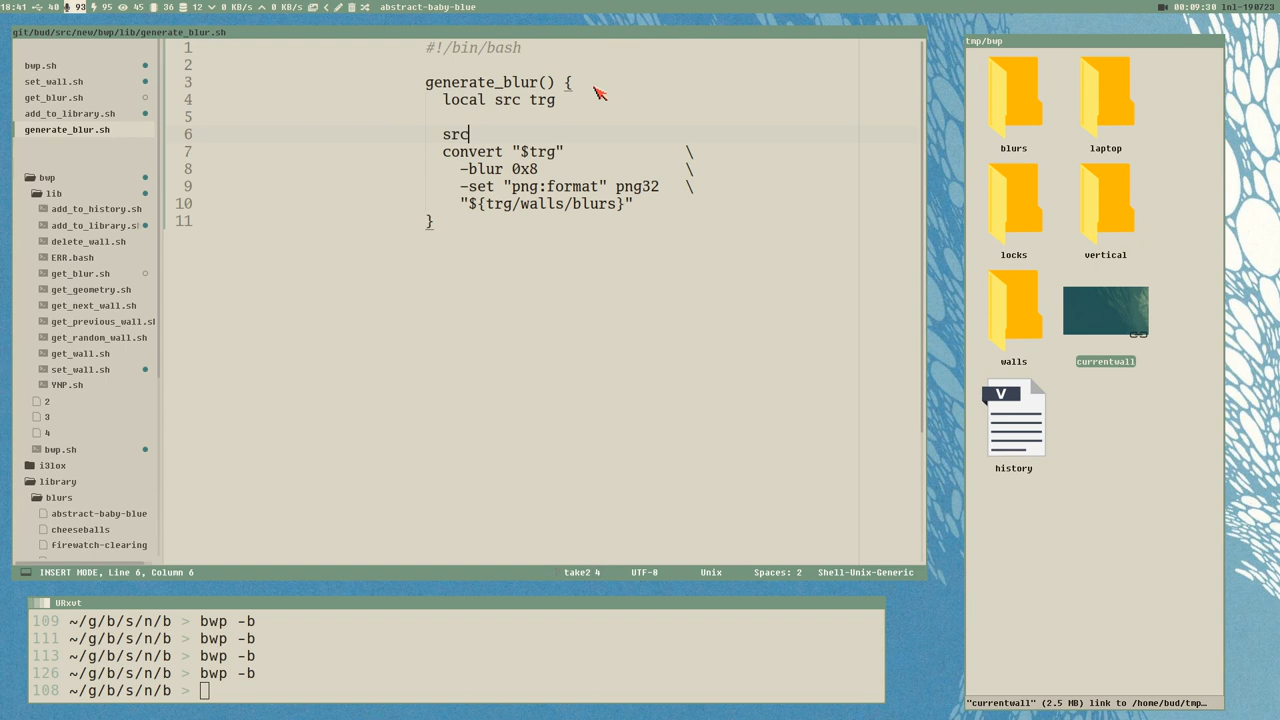 18:41 40 93 95 45 36 12 0 KB/s 0 KB/s abstract-baby-blue 00:09:30 lnl-190723
git/bud/src/new/bwp/lib/generate_blur.sh
bwp.sh
set_wall.sh
get_blur.sh
add_to_library.sh
generate_blur.sh
bwp
lib
add_to_history.sh
add_to_library.sh
delete_wall.sh
ERR.bash
get_blur.sh
get_geometry.sh
get_next_wall.sh
get_previous_wall.sh
get_random_wall.sh
get_wall.sh
set_wall.sh
YNP.sh
2
3
4
bwp.sh
i3lox
library
blurs
abstract-baby-blue
cheeseballs
firewatch-clearing
1 #!/bin/bash
2
3 generate_blur() {
4 local src trg
5
6 src
7 convert "$trg" \
8 -blur 0x8 \
9 -set "png:format" png32 \
10 "${trg/walls/blurs}"
11 }
INSERT MODE, Line 6, Column 6 take2 4 UTF-8 Unix Spaces: 2 Shell-Unix-Generic
URxvt
109 ~/g/b/s/n/b > bwp -b
111 ~/g/b/s/n/b > bwp -b
113 ~/g/b/s/n/b > bwp -b
126 ~/g/b/s/n/b > bwp -b
108 ~/g/b/s/n/b >
tmp/bwp
blurs laptop
locks vertical
walls currentwall
V
history
"currentwall" (2.5 MB) link to /home/bud/tmp…